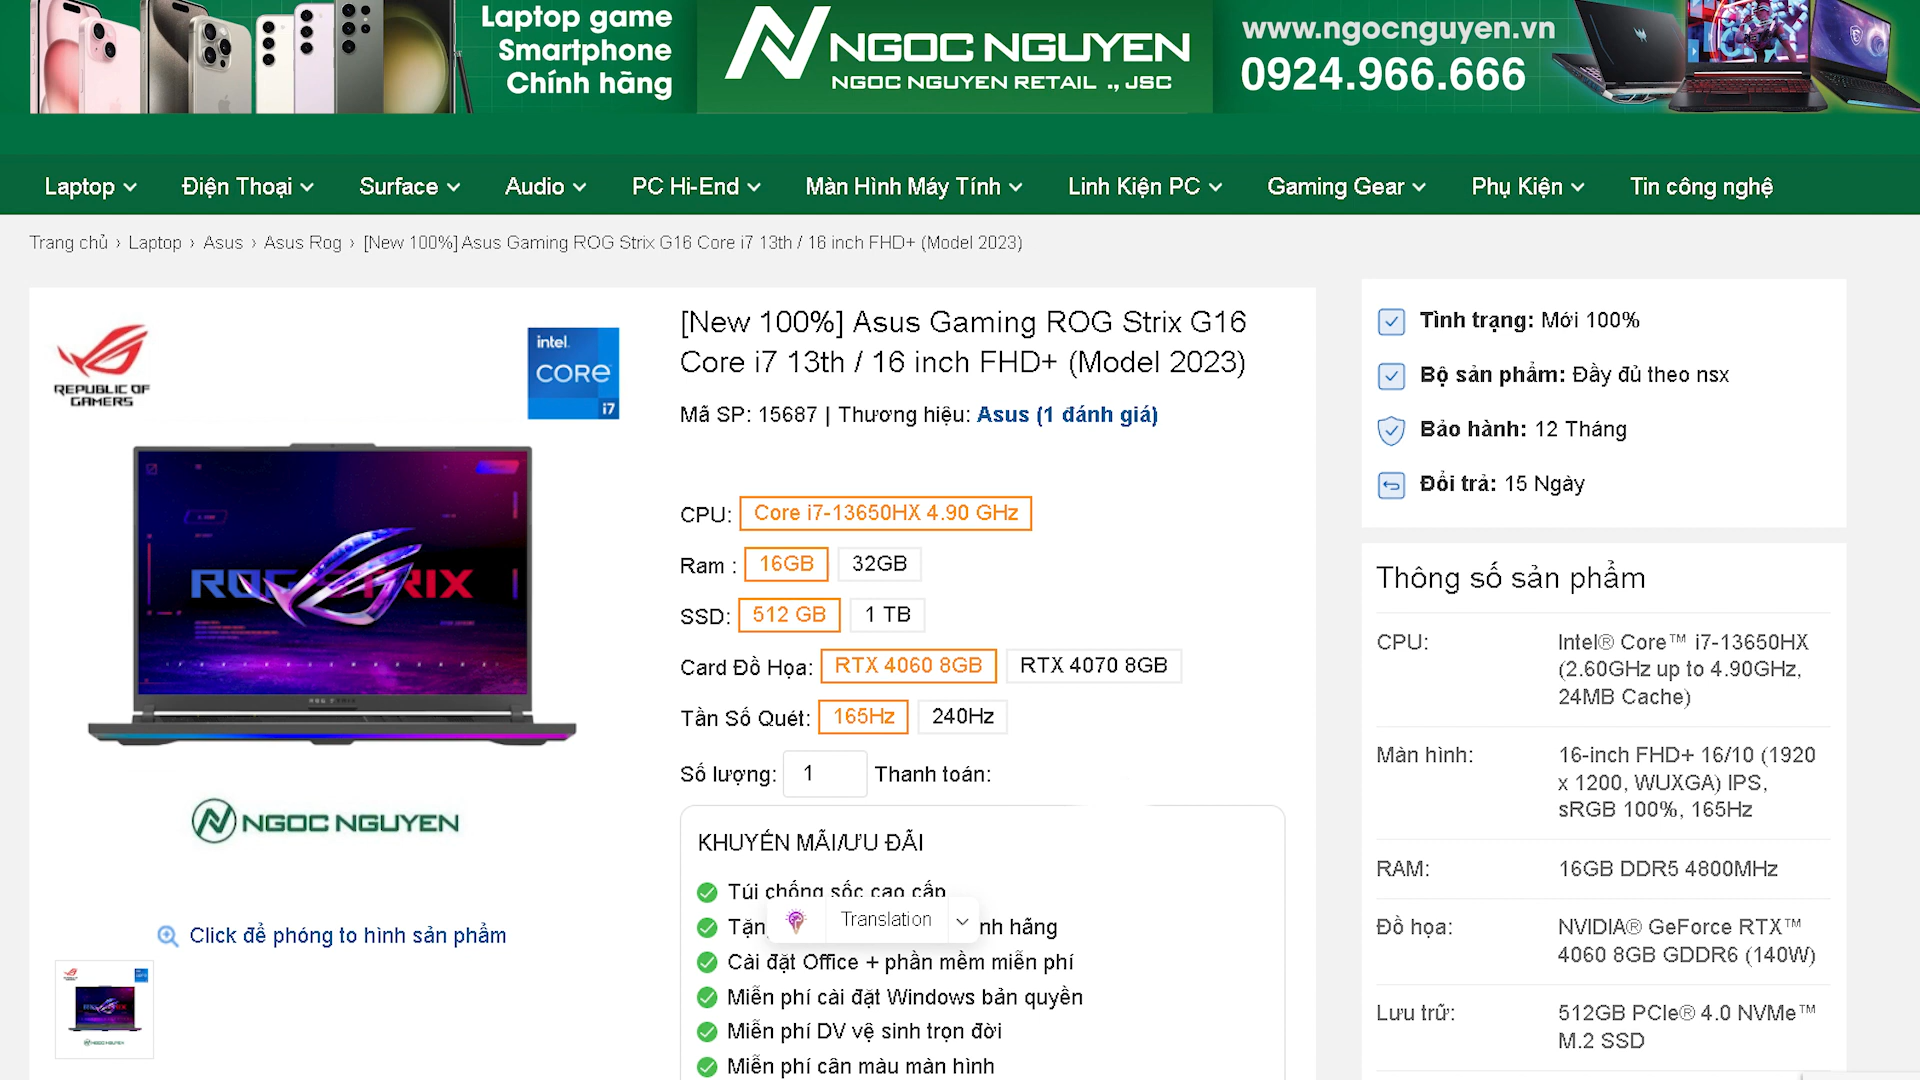 Laptop game
Smartphone
Chính hãng
NGOC NGUYEN
NGOC NGUYEN RETAIL ., JSC
www.ngocnguyen.vn
0924.966.666
Laptop Điện Thoại Surface Audio PC Hi-End Màn Hình Máy Tính Linh Kiện PC Gaming Gear Phụ Kiện Tin công nghệ
Trang chủ › Laptop › Asus › Asus Rog › [New 100%] Asus Gaming ROG Strix G16 Core i7 13th / 16 inch FHD+ (Model 2023)
REPUBLIC OF
GAMERS
intel.
CORE
i7
ROG STRIX
NGOC NGUYEN
Click để phóng to hình sản phẩm
[New 100%] Asus Gaming ROG Strix G16
Core i7 13th / 16 inch FHD+ (Model 2023)
Mã SP: 15687 | Thương hiệu: Asus (1 đánh giá)
CPU: Core i7-13650HX 4.90 GHz
Ram : 16GB 32GB
SSD: 512 GB 1 TB
Card Đồ Họa: RTX 4060 8GB RTX 4070 8GB
Tần Số Quét: 165Hz 240Hz
Số lượng: 1 Thanh toán:
KHUYẾN MÃI/ƯU ĐÃI
Túi chống sốc cao cấp
Translation
Cài đặt Office + phần mềm miễn phí
Miễn phí cài đặt Windows bản quyền
Miễn phí DV vệ sinh trọn đời
Miễn phí cân màu màn hình
Tình trạng: Mới 100%
Bộ sản phẩm: Đầy đủ theo nsx
Bảo hành: 12 Tháng
Đổi trả: 15 Ngày
Thông số sản phẩm
CPU: Intel® Core™ i7-13650HX
(2.60GHz up to 4.90GHz,
24MB Cache)
Màn hình: 16-inch FHD+ 16/10 (1920
x 1200, WUXGA) IPS,
sRGB 100%, 165Hz
RAM: 16GB DDR5 4800MHz
Đồ họa: NVIDIA® GeForce RTX™
4060 8GB GDDR6 (140W)
Lưu trữ: 512GB PCIe® 4.0 NVMe™
M.2 SSD